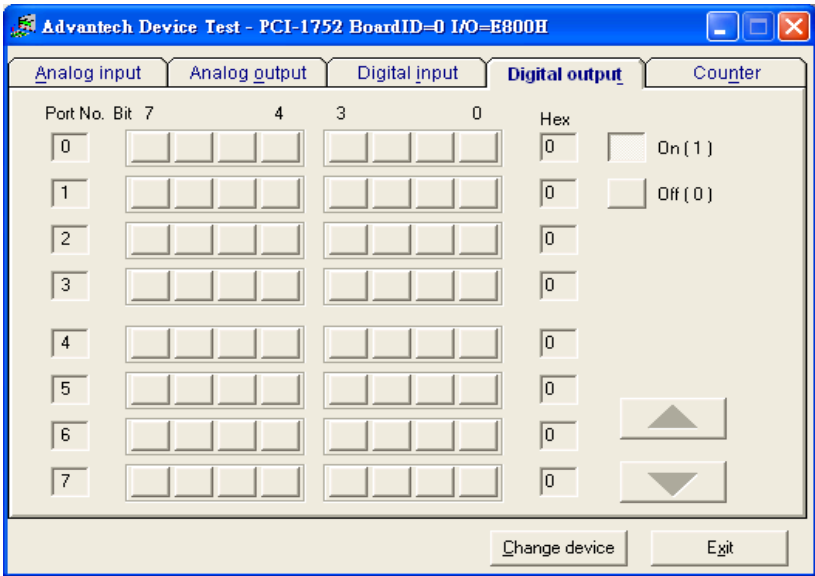 Advantech Device Test - PCI-1752 BoardID=0 I/O=E800H
Analog input Analog output Digital input Digital output Counter
Port No. Bit 7 4 3 0 Hex
0 0 On ( 1 )
1 0 Off ( 0 )
2 0
3 0
4 0
5 0
6 0
7 0
Change device Exit